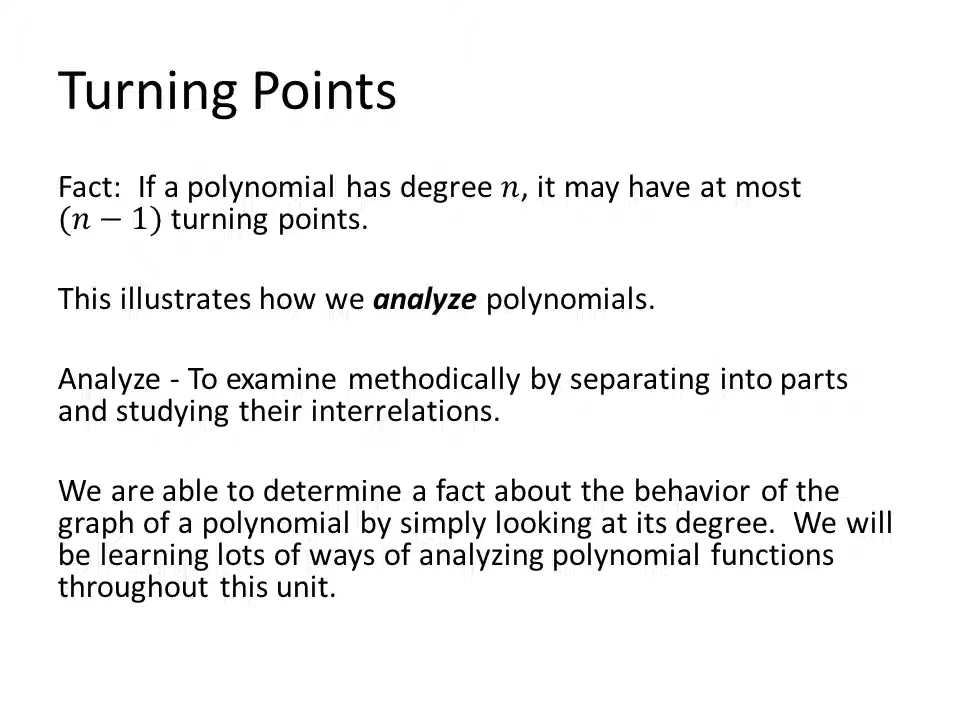 Turning Points
Fact:  If a polynomial has degree 𝑛, it may have at most
(𝑛 − 1) turning points.
This illustrates how we analyze polynomials.
Analyze - To examine methodically by separating into parts
and studying their interrelations.
We are able to determine a fact about the behavior of the
graph of a polynomial by simply looking at its degree.  We will
be learning lots of ways of analyzing polynomial functions
throughout this unit.